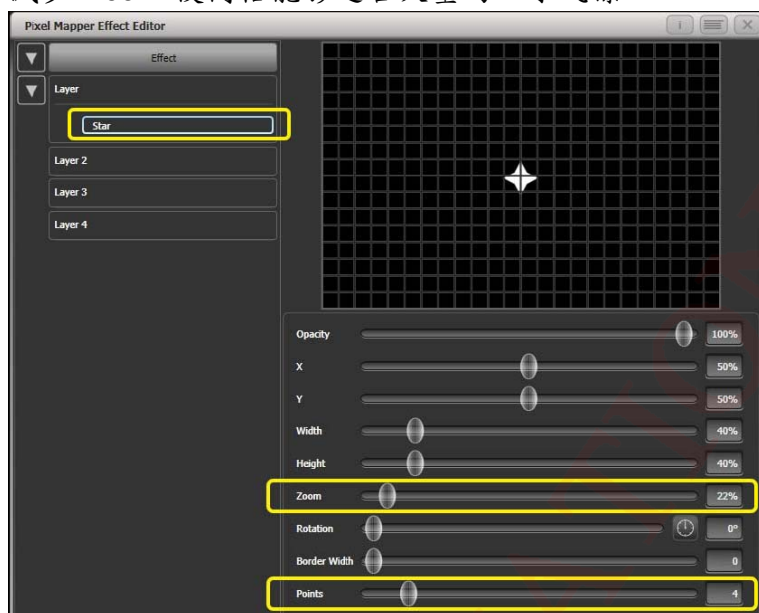 Pixel Mapper Effect Editor
i
Effect
Layer
Star
Layer 2
Layer 3
Layer 4
Opacity 100%
X 50%
Y 50%
Width 40%
Height 40%
Zoom 22%
Rotation 0°
Border Width 0
Points 4